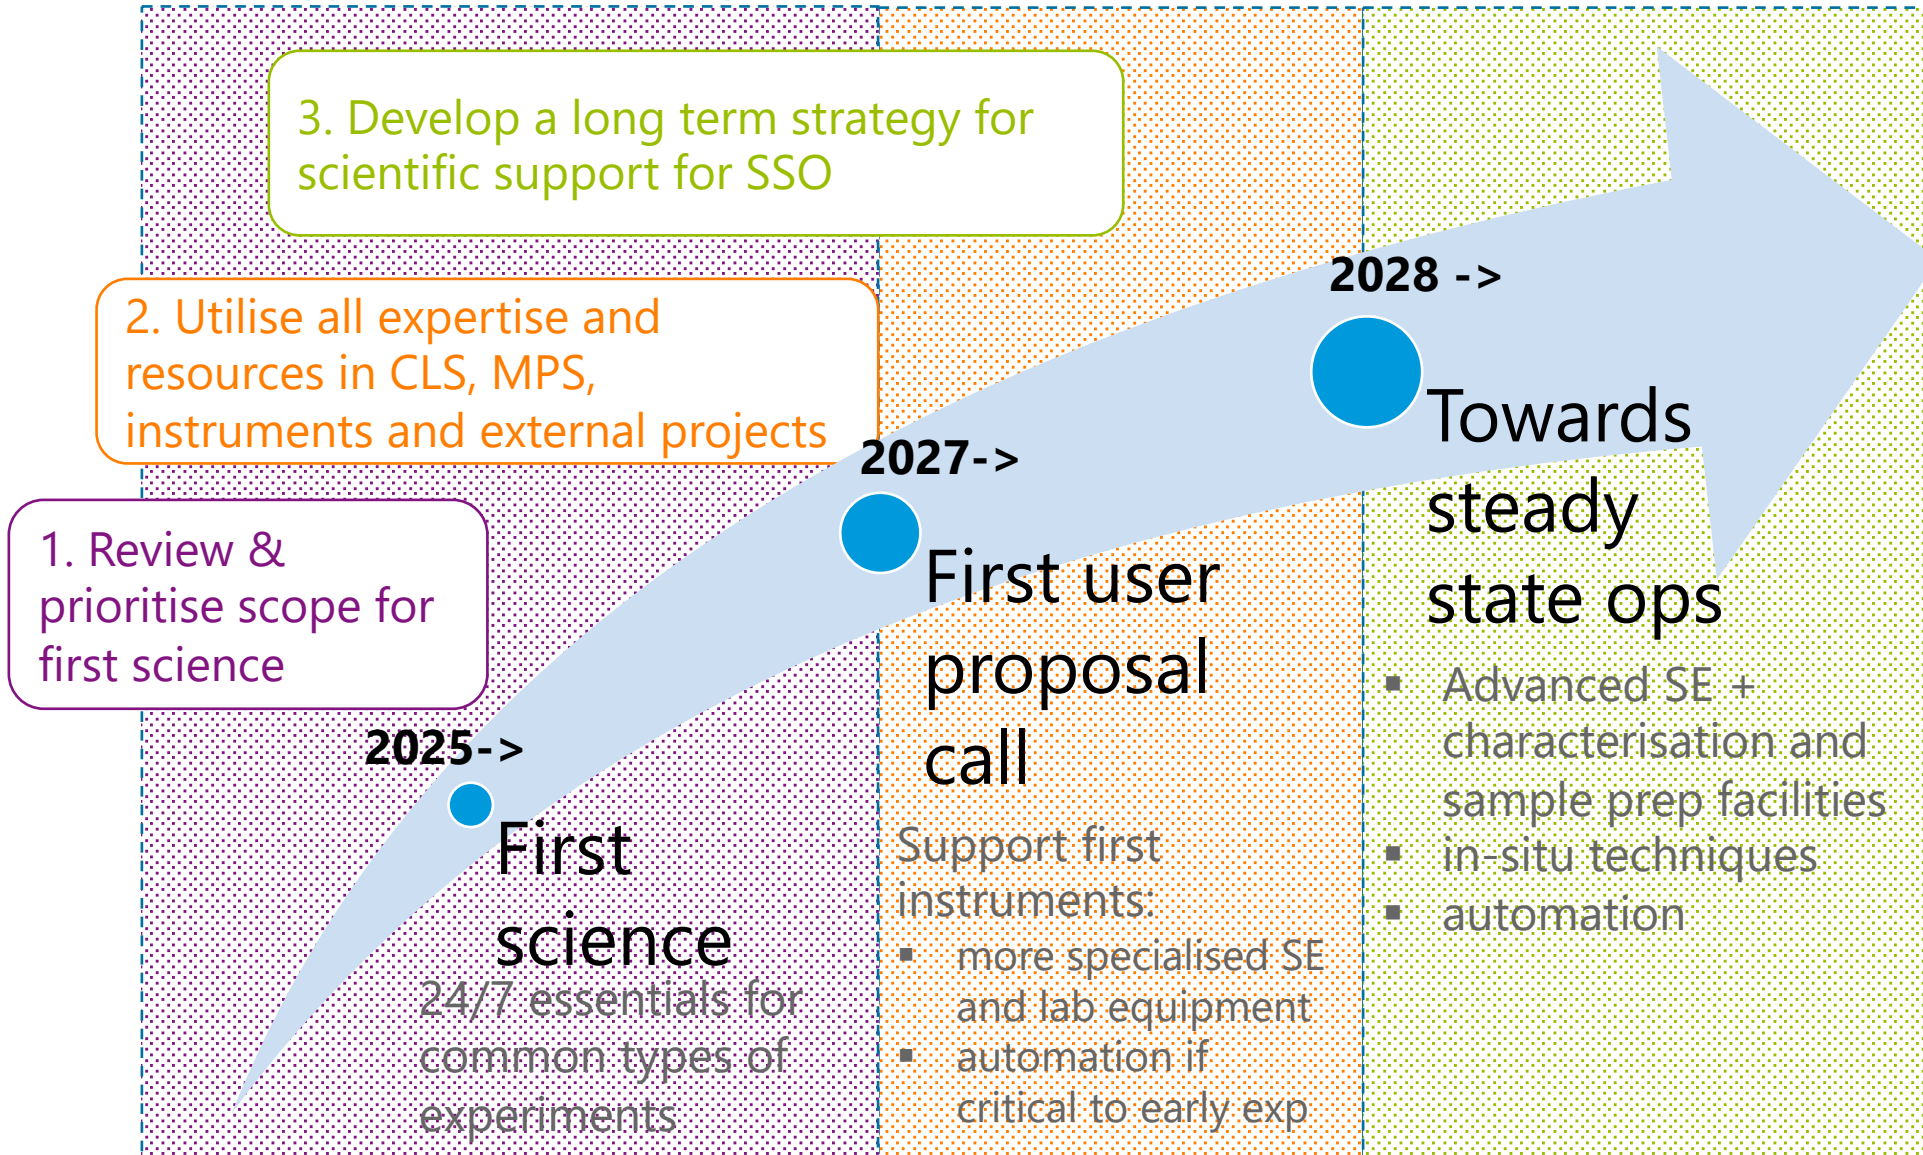 3. Develop a long term strategy for
scientific support for SSO
2. Utilise all expertise and
resources in CLS, MPS,
instruments and external projects
1. Review &
prioritise scope for
first science
2025->
First
science
24/7 essentials for
common types of
experiments
2027->
First user
proposal
call
Support first
instruments:
▪ more specialised SE
and lab equipment
▪ automation if
critical to early exp
2028 ->
Towards
steady
state ops
▪ Advanced SE +
characterisation and
sample prep facilities
▪ in-situ techniques
▪ automation